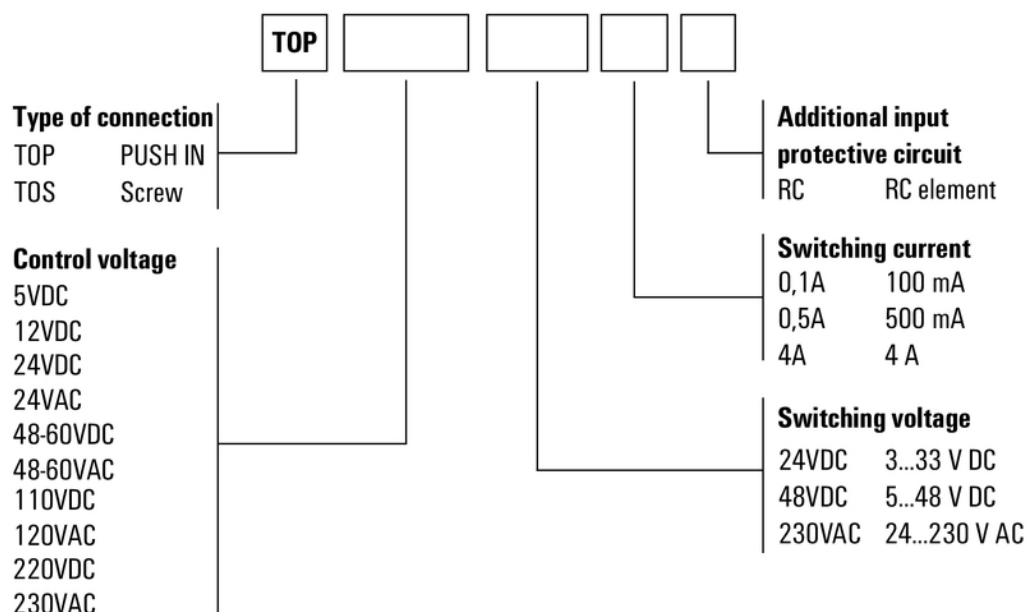 TOP
Type of connection
TOP PUSH IN
TOS Screw
Control voltage
5VDC
12VDC
24VDC
24VAC
48-60VDC
48-60VAC
110VDC
120VAC
220VDC
230VAC
Additional input
protective circuit
RC RC element
Switching current
0,1A 100 mA
0,5A 500 mA
4A 4 A
Switching voltage
24VDC 3...33 V DC
48VDC 5...48 V DC
230VAC 24...230 V AC